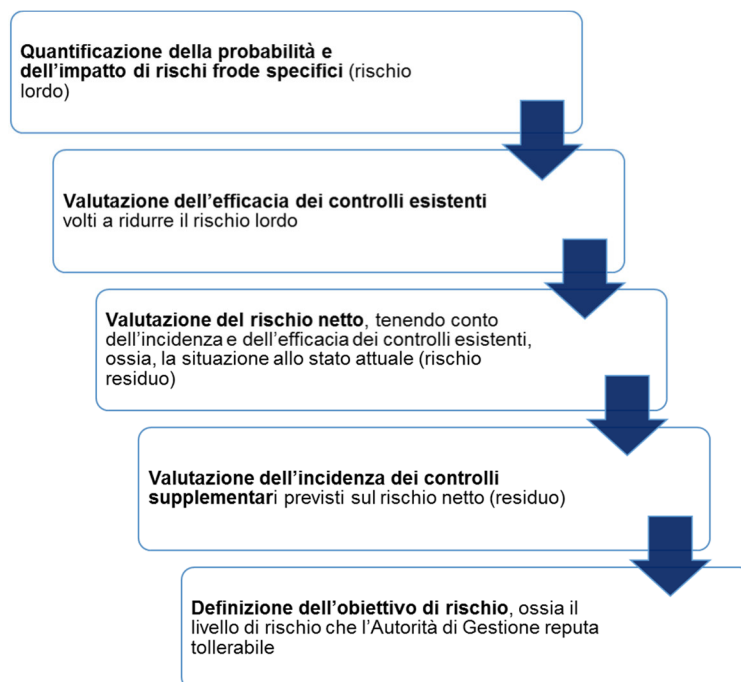 Quantificazione della probabilità e
dell’impatto di rischi frode specifici (rischio
lordo)
Valutazione dell’efficacia dei controlli esistenti
volti a ridurre il rischio lordo
Valutazione del rischio netto, tenendo conto
dell’incidenza e dell’efficacia dei controlli esistenti,
ossia, la situazione allo stato attuale (rischio
residuo)
Valutazione dell’incidenza dei controlli
supplementari previsti sul rischio netto (residuo)
Definizione dell’obiettivo di rischio, ossia il
livello di rischio che l’Autorità di Gestione reputa
tollerabile